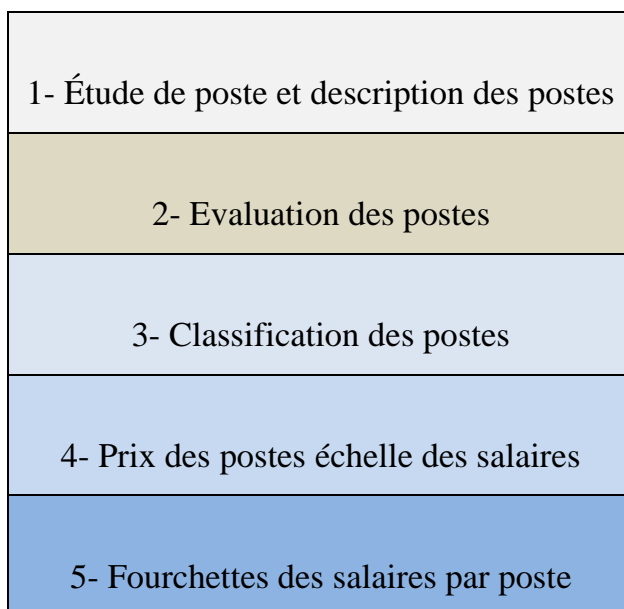 1- Étude de poste et description des postes
2- Evaluation des postes
3- Classification des postes
4- Prix des postes échelle des salaires
5- Fourchettes des salaires par poste